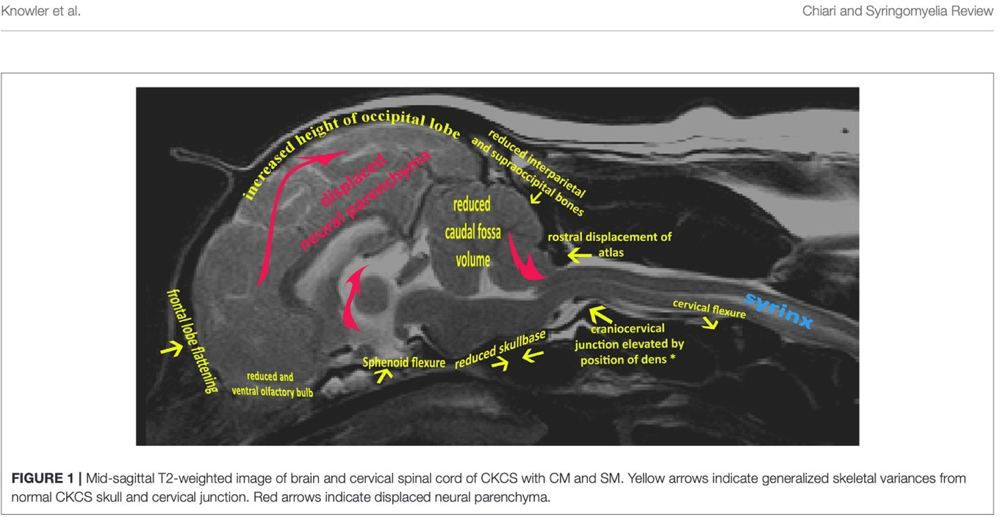 Knowler et al.
Chiari and Syringomyelia Review
increased height of occipital lobe
reduced interparietal
and supraoccipital bones
displaced
neural parenchyma
reduced
caudal fossa
volume
rostral displacement of
atlas
frontal lobe flattening
cervical flexure
syrinx
craniocervical
junction elevated by
position of dens *
reduced skullbase
Sphenoid flexure
reduced and
ventral olfactory bulb
FIGURE 1 | Mid-sagittal T2-weighted image of brain and cervical spinal cord of CKCS with CM and SM. Yellow arrows indicate generalized skeletal variances from
normal CKCS skull and cervical junction. Red arrows indicate displaced neural parenchyma.